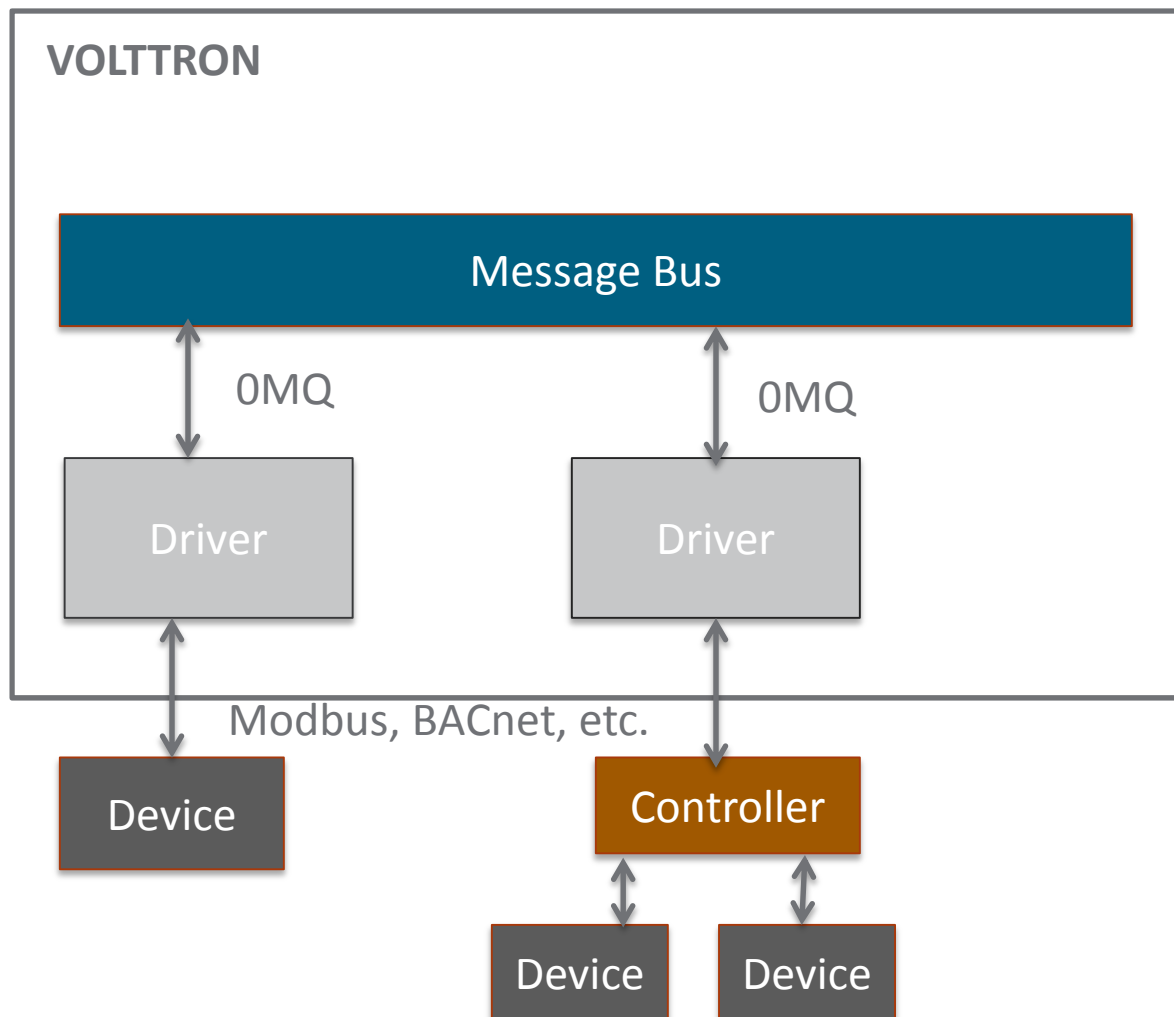 VOLTTRON
Message Bus
0MQ
0MQ
Driver
Driver
Modbus, BACnet, etc.
Device
Controller
Device
Device